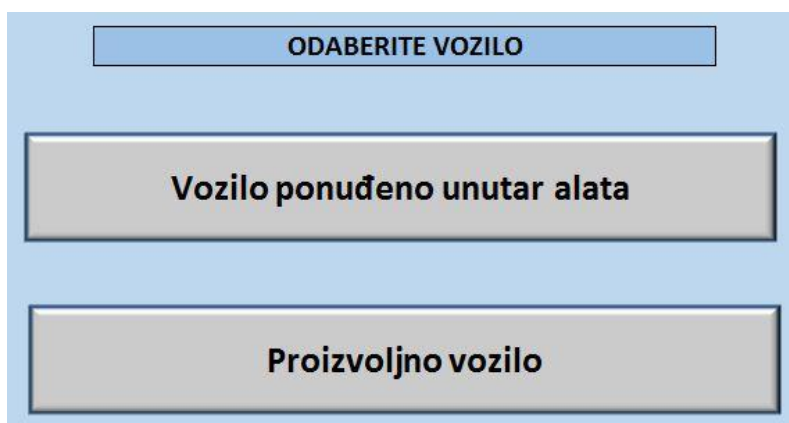 ODABERITE VOZILO
Vozilo ponuđeno unutar alata
Proizvoljno vozilo